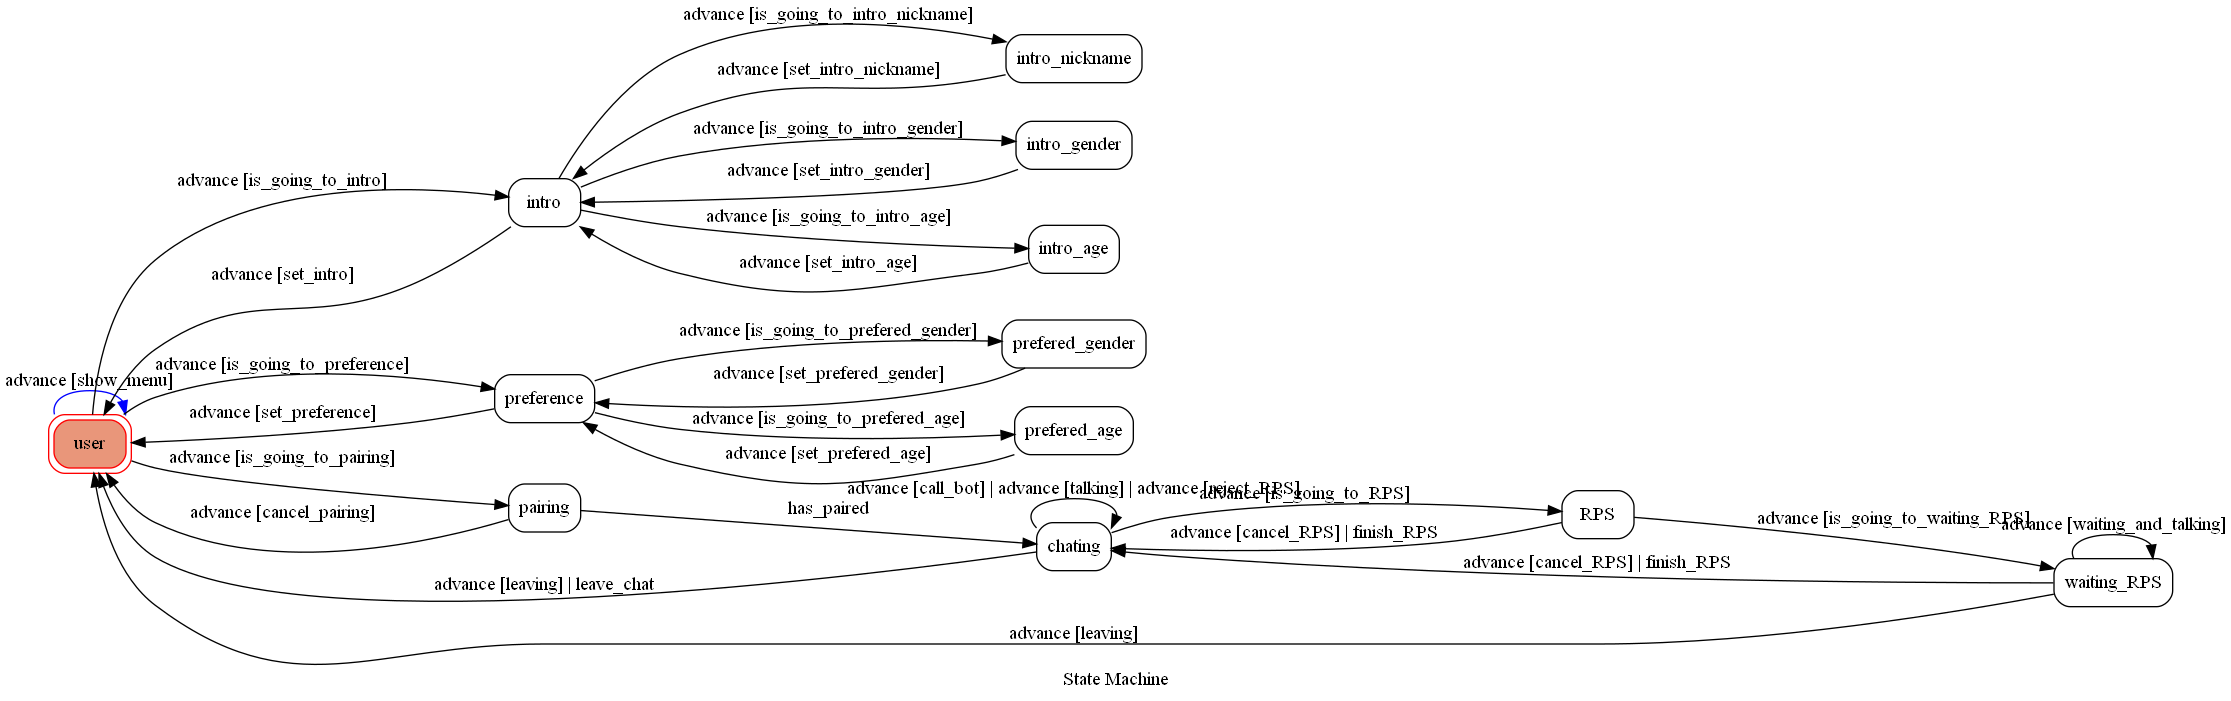 advance [is_going_to_intro_nickname]
intro_nickname
advance [set_intro_nickname]
advance [is_going_to_intro_gender]
intro_gender
advance [set_intro_gender]
advance [is_going_to_intro]
intro
advance [is_going_to_intro_age]
intro_age
advance [set_intro_age]
advance [set_intro]
advance [is_going_to_prefered_gender]
prefered_gender
advance [set_prefered_gender]
advance [is_going_to_preference]
advance [show_menu]
preference
advance [set_preference]
advance [is_going_to_prefered_age]
prefered_age
advance [set_prefered_age]
user
advance [is_going_to_pairing]
pairing
advance [cancel_pairing]
has_paired
advance [call_bot] | advance [talking] | advance [reject_RPS]
advance [is_going_to_RPS]
RPS
chating
advance [cancel_RPS] | finish_RPS
advance [is_going_to_waiting_RPS]
advance [waiting_and_talking]
advance [cancel_RPS] | finish_RPS
waiting_RPS
advance [leaving] | leave_chat
advance [leaving]
State Machine